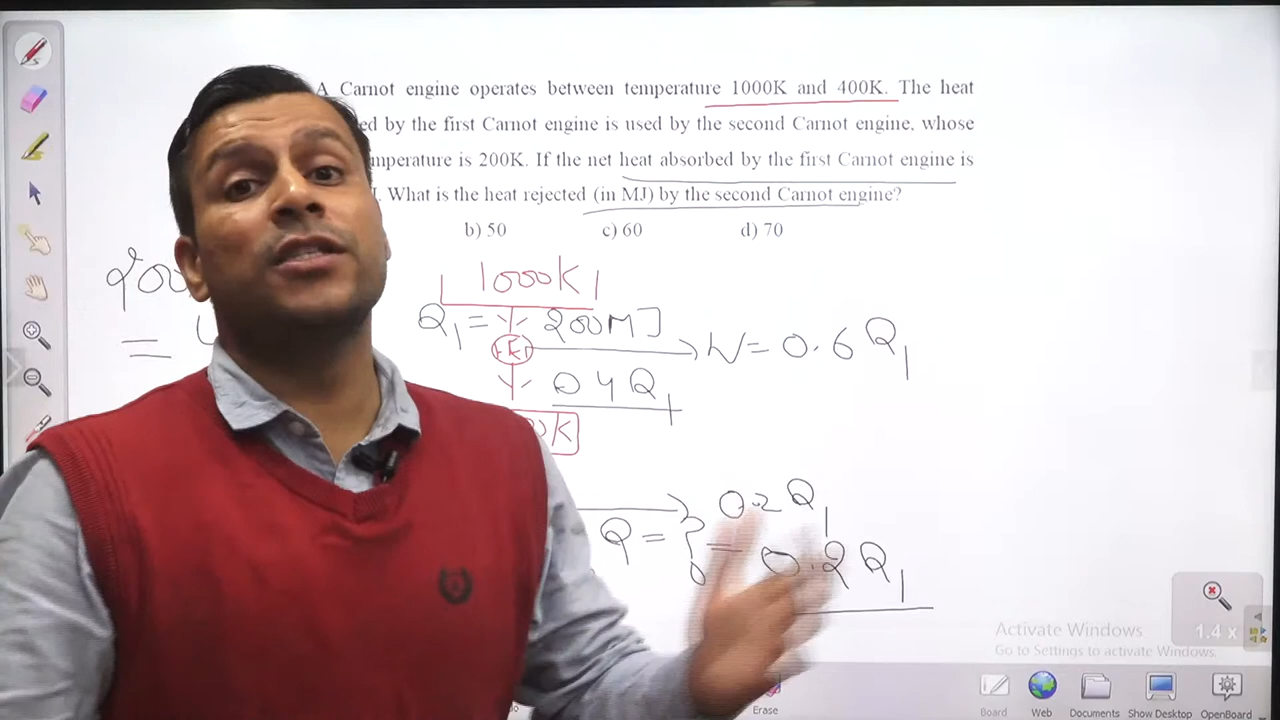 A Carnot engine operates between temperature 1000K and 400K. The heat
by the first Carnot engine is used by the second Carnot engine, whose
temperature is 200K. If the net heat absorbed by the first Carnot engine is
What is the heat rejected (in MJ) by the second Carnot engine?
b) 50 c) 60 d) 70
1000K
Q1 = 200MJ
W = 0.6 Q1
0.4 Q1
0.2 Q1
Q = ? = 0.2 Q1
1.4 x
Activate Windows
Go to Settings to activate Windows.
Erase
Board Web Documents Show Desktop OpenBoard